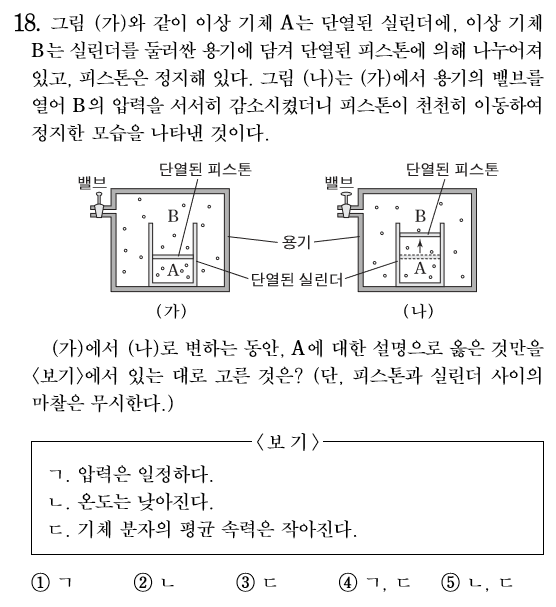 18. 그림 (가)와 같이 이상 기체 A는 단열된 실린더에, 이상 기체
B는 실린더를 둘러싼 용기에 담겨 단열된 피스톤에 의해 나누어져
있고, 피스톤은 정지해 있다. 그림 (나)는 (가)에서 용기의 밸브를
열어 B의 압력을 서서히 감소시켰더니 피스톤이 천천히 이동하여
정지한 모습을 나타낸 것이다.
단열된 피스톤 단열된 피스톤
밸브 밸브
B B
용기
A A
단열된 실린더
(가) (나)
(가)에서 (나)로 변하는 동안, A에 대한 설명으로 옳은 것만을
<보기>에서 있는 대로 고른 것은? (단, 피스톤과 실린더 사이의
마찰은 무시한다.)
<보 기>
ㄱ. 압력은 일정하다.
ㄴ. 온도는 낮아진다.
ㄷ. 기체 분자의 평균 속력은 작아진다.
① ㄱ ② ㄴ ③ ㄷ ④ ㄱ, ㄷ ⑤ ㄴ, ㄷ